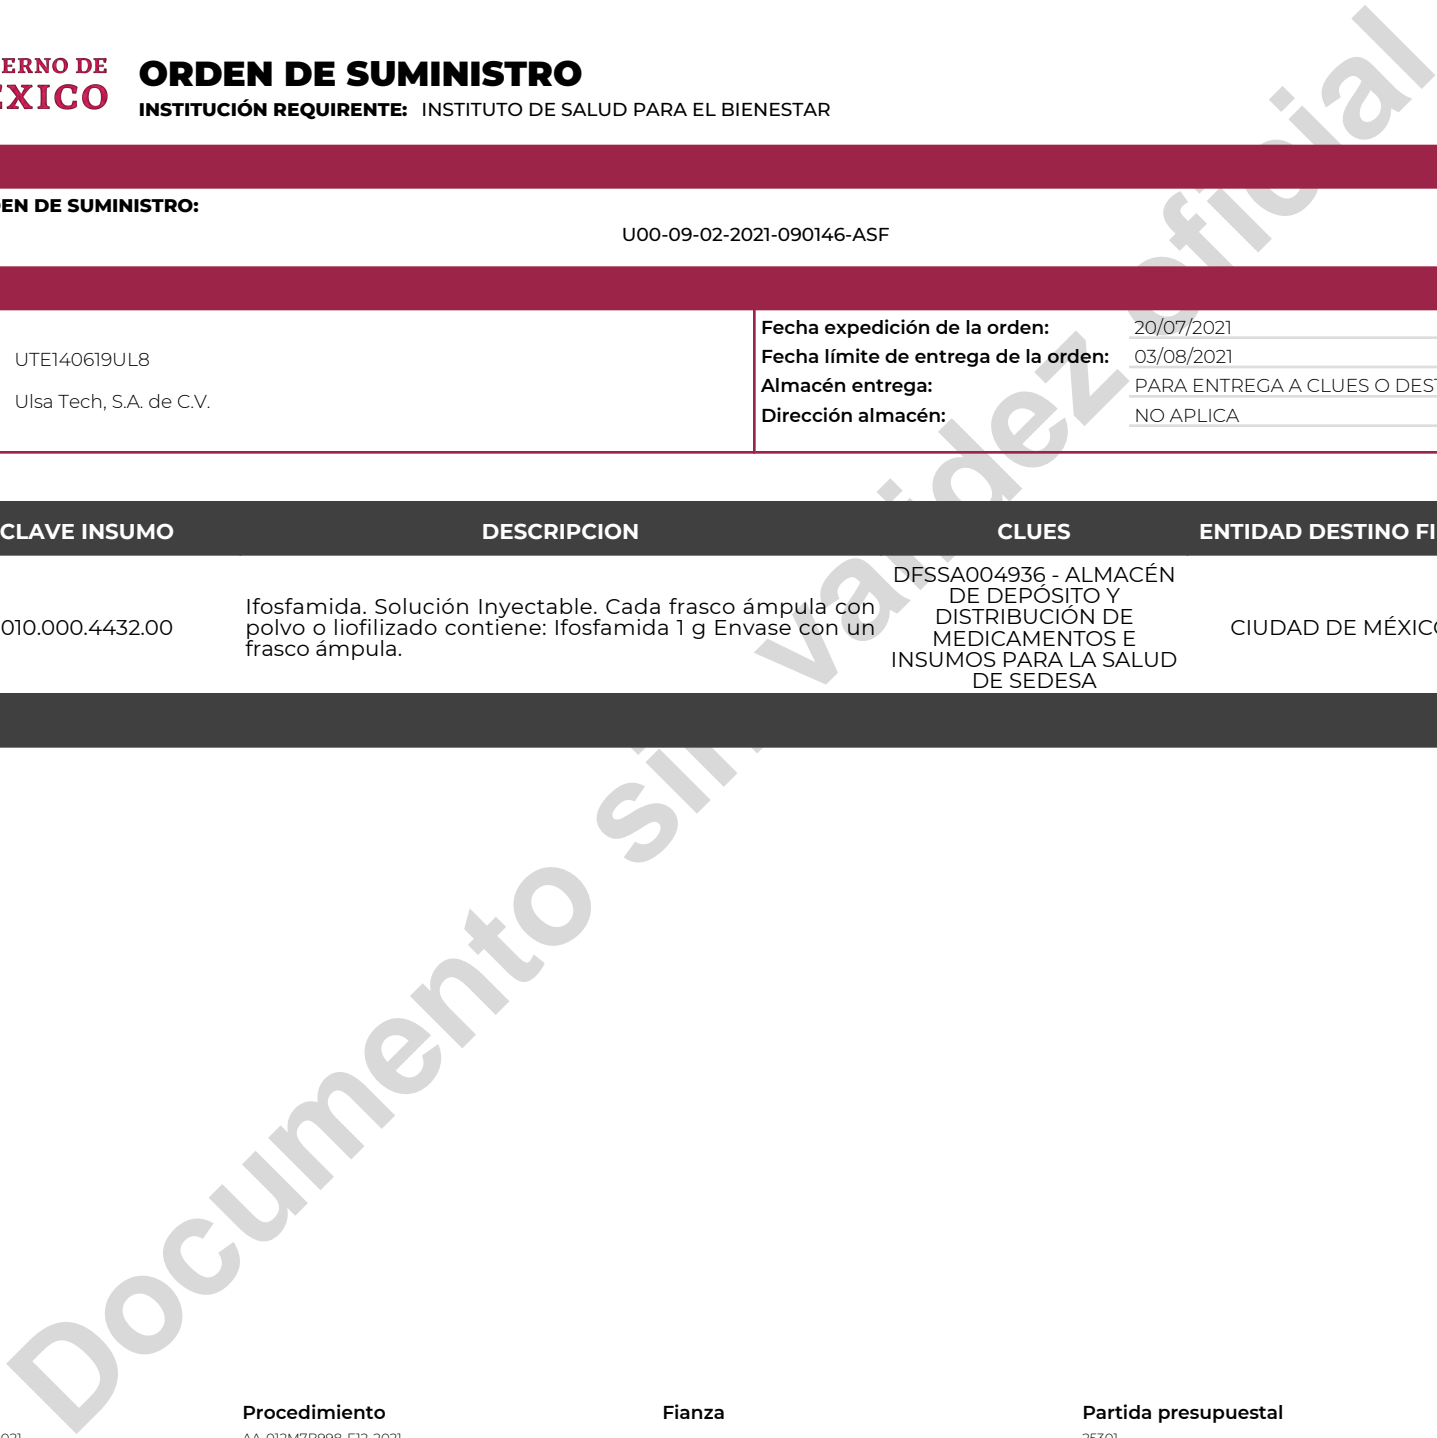 ERNO DE
ÉXICO
ORDEN DE SUMINISTRO
INSTITUCIÓN REQUIRENTE: INSTITUTO DE SALUD PARA EL BIENESTAR
EN DE SUMINISTRO:
U00-09-02-2021-090146-ASF
UTE140619UL8
Ulsa Tech, S.A. de C.V.
Fecha expedición de la orden: 20/07/2021
Fecha límite de entrega de la orden: 03/08/2021
Almacén entrega: PARA ENTREGA A CLUES O DEST
Dirección almacén: NO APLICA
CLAVE INSUMO DESCRIPCION CLUES ENTIDAD DESTINO FI
010.000.4432.00
Ifosfamida. Solución Inyectable. Cada frasco ámpula con
polvo o liofilizado contiene: Ifosfamida 1 g Envase con un
frasco ámpula.
DFSSA004936 - ALMACÉN
DE DEPÓSITO Y
DISTRIBUCIÓN DE
MEDICAMENTOS E
INSUMOS PARA LA SALUD
DE SEDESA
CIUDAD DE MÉXICO
Documento sin validez oficial
Procedimiento Fianza Partida presupuestal